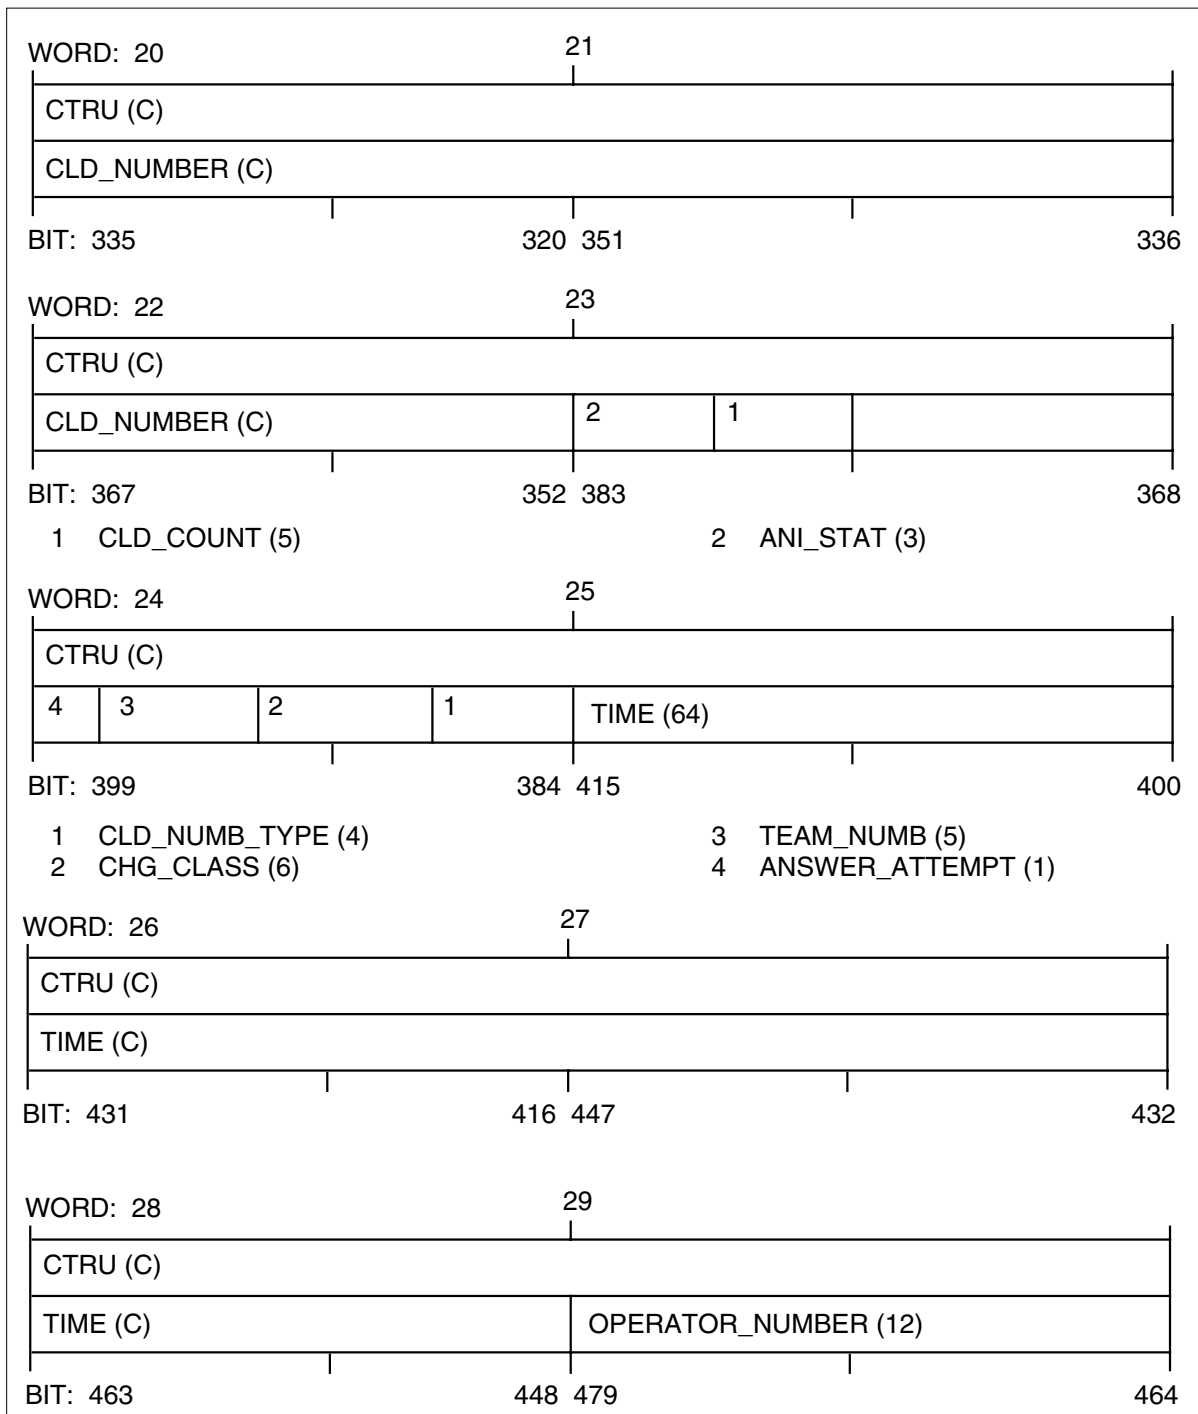 WORD: 20 21
CTRU (C)
CLD_NUMBER (C)
BIT: 335 320 351 336
WORD: 22 23
CTRU (C)
CLD_NUMBER (C) 2 1
BIT: 367 352 383 368
1 CLD_COUNT (5) 2 ANI_STAT (3)
WORD: 24 25
CTRU (C)
4 3 2 1 TIME (64)
BIT: 399 384 415 400
1 CLD_NUMB_TYPE (4) 3 TEAM_NUMB (5)
2 CHG_CLASS (6) 4 ANSWER_ATTEMPT (1)
WORD: 26 27
CTRU (C)
TIME (C)
BIT: 431 416 447 432
WORD: 28 29
CTRU (C)
TIME (C) OPERATOR_NUMBER (12)
BIT: 463 448 479 464